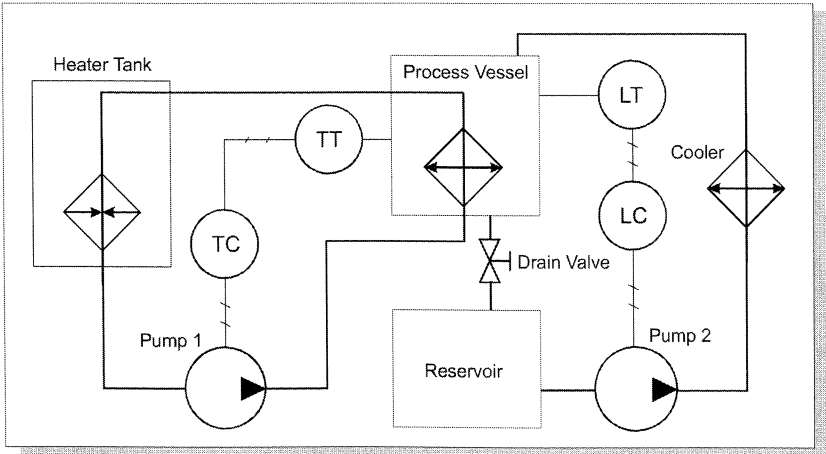 Heater Tank
Process Vessel
LT
TT
Cooler
TC
LC
Drain Valve
Pump 1
Pump 2
Reservoir